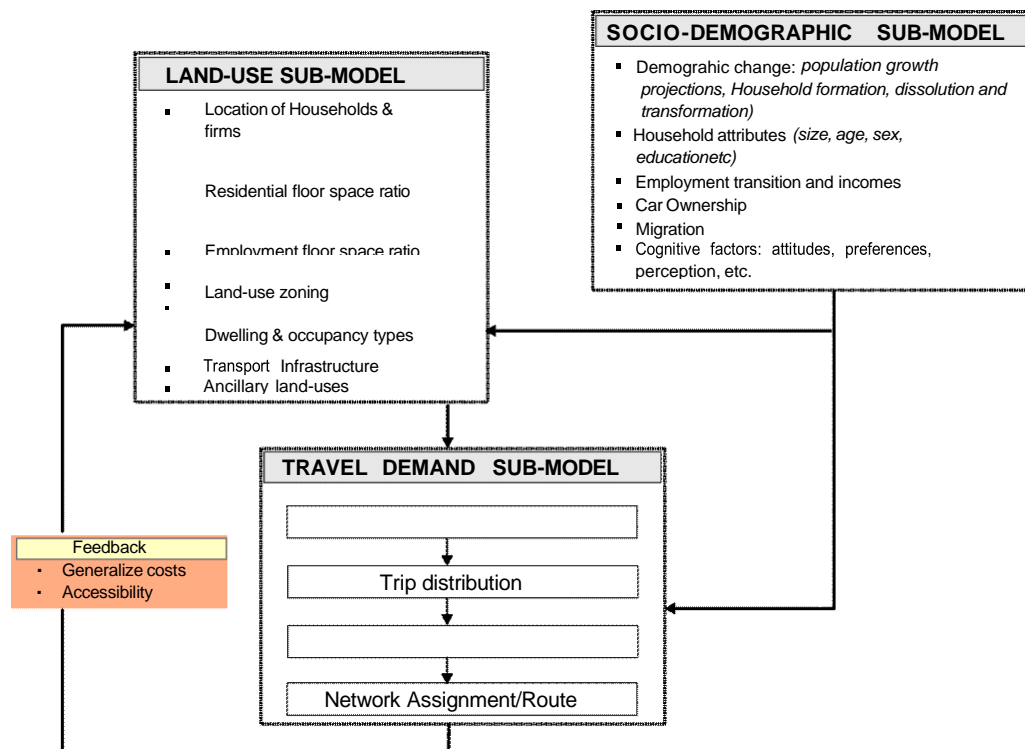 LAND-USE SUB-MODEL
Location of Households &
firms
Residential floor space ratio
Employment floor space ratio
Land-use zoning
Dwelling & occupancy types
Transport Infrastructure
Ancillary land-uses
SOCIO-DEMOGRAPHIC SUB-MODEL
Demograhic change: population growth
projections, Household formation, dissolution and
transformation)
Household attributes (size, age, sex,
educationetc)
Employment transition and incomes
Car Ownership
Migration
Cognitive factors: attitudes, preferences,
perception, etc.
TRAVEL DEMAND SUB-MODEL
Trip distribution
Network Assignment/Route
Feedback
Generalize costs
Accessibility